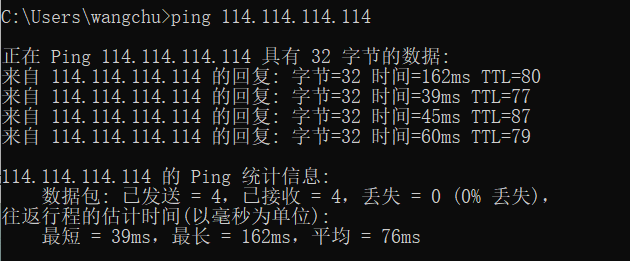 C:\Users\wangchu>ping 114.114.114.114
正在 Ping 114.114.114.114 具有 32 字节的数据:
来自 114.114.114.114 的回复: 字节=32 时间=162ms TTL=80
来自 114.114.114.114 的回复: 字节=32 时间=39ms TTL=77
来自 114.114.114.114 的回复: 字节=32 时间=45ms TTL=87
来自 114.114.114.114 的回复: 字节=32 时间=60ms TTL=79
114.114.114.114 的 Ping 统计信息:
数据包: 已发送 = 4，已接收 = 4，丢失 = 0 (0% 丢失)，
往返行程的估计时间(以毫秒为单位):
最短 = 39ms，最长 = 162ms，平均 = 76ms